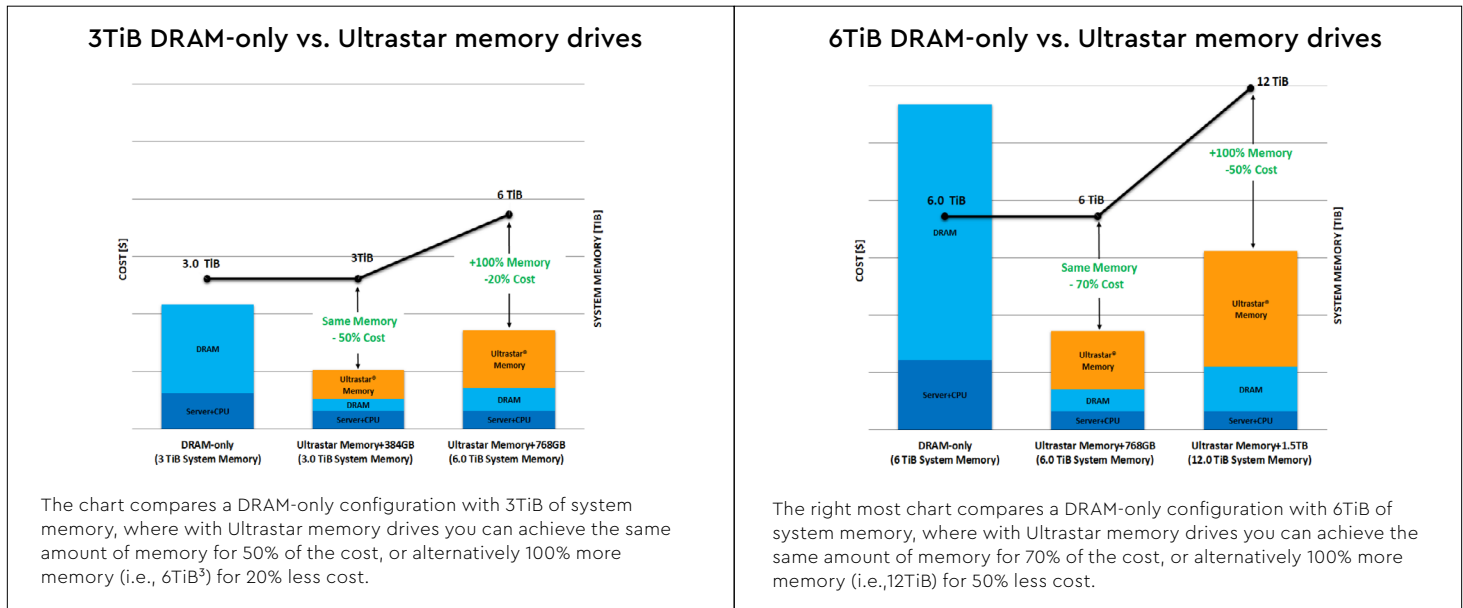 3TiB DRAM-only vs. Ultrastar memory drives
6 TiB
3.0 TiB
3TiB
+100% Memory
-20% Cost
Same Memory
- 50% Cost
COST [$]
SYSTEM MEMORY [TIB]
DRAM
Server+CPU
Ultrastar®
Memory
DRAM
Server+CPU
Ultrastar®
Memory
DRAM
Server+CPU
DRAM-only
(3 TiB System Memory)
Ultrastar Memory+384GB
(3.0 TiB System Memory)
Ultrastar Memory+768GB
(6.0 TiB System Memory)
The chart compares a DRAM-only configuration with 3TiB of system
memory, where with Ultrastar memory drives you can achieve the same
amount of memory for 50% of the cost, or alternatively 100% more
memory (i.e., 6TiB³) for 20% less cost.
6TiB DRAM-only vs. Ultrastar memory drives
12 TiB
+100% Memory
-50% Cost
6.0 TiB
6 TiB
Same Memory
- 70% Cost
COST [$]
SYSTEM MEMORY [TIB]
DRAM
Server+CPU
Ultrastar®
Memory
DRAM
Server+CPU
Ultrastar®
Memory
DRAM
Server+CPU
DRAM-only
(6 TiB System Memory)
Ultrastar Memory+768GB
(6.0 TiB System Memory)
Ultrastar Memory+1.5TB
(12.0 TiB System Memory)
The right most chart compares a DRAM-only configuration with 6TiB of
system memory, where with Ultrastar memory drives you can achieve the
same amount of memory for 70% of the cost, or alternatively 100% more
memory (i.e.,12TiB) for 50% less cost.